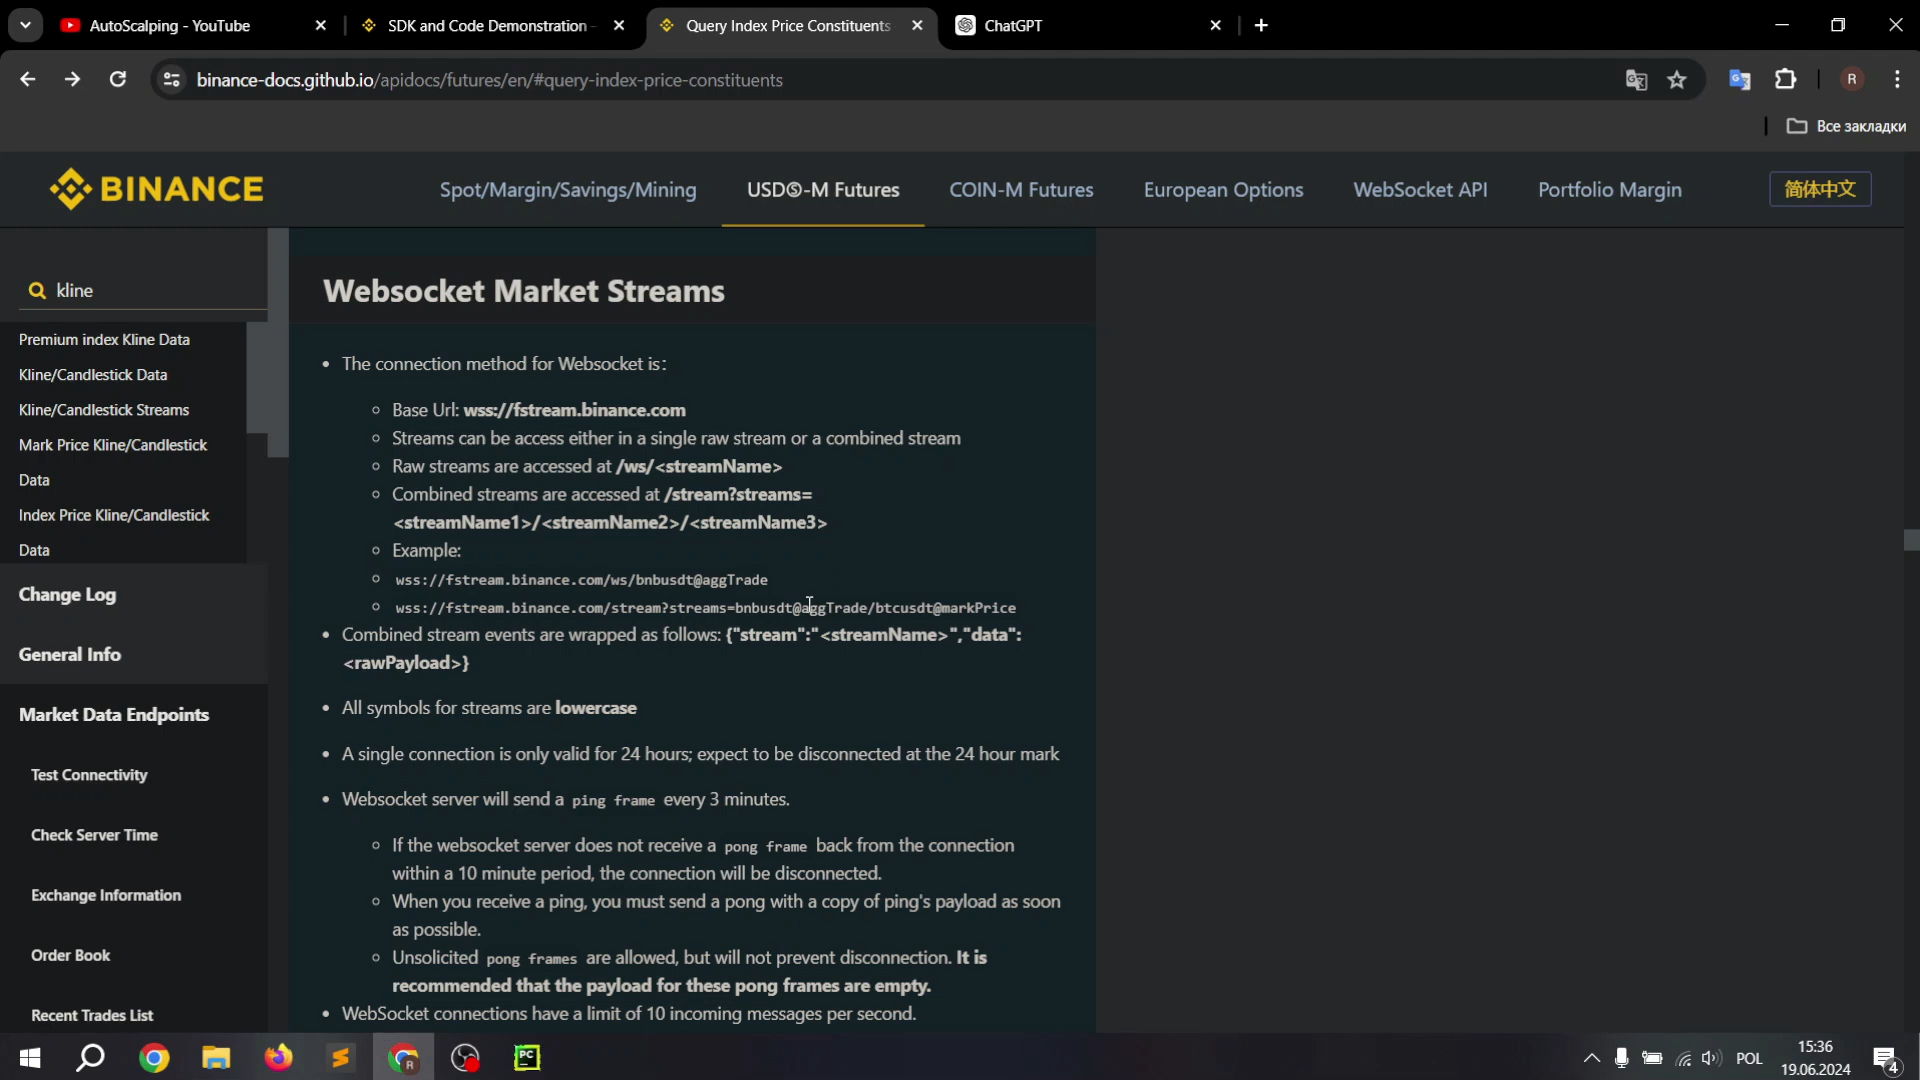 AutoScalping - YouTube
SDK and Code Demonstration -
Query Index Price Constituents
ChatGPT
binance-docs.github.io/apidocs/futures/en/#query-index-price-constituents
R
Все закладки
BINANCE
Spot/Margin/Savings/Mining
USDⓈ-M Futures
COIN-M Futures
European Options
WebSocket API
Portfolio Margin
简体中文
kline
Premium index Kline Data
Kline/Candlestick Data
Kline/Candlestick Streams
Mark Price Kline/Candlestick
Data
Index Price Kline/Candlestick
Data
Change Log
General Info
Market Data Endpoints
Test Connectivity
Check Server Time
Exchange Information
Order Book
Recent Trades List
Websocket Market Streams
• The connection method for Websocket is：
Base Url: wss://fstream.binance.com
Streams can be access either in a single raw stream or a combined stream
Raw streams are accessed at /ws/<streamName>
Combined streams are accessed at /stream?streams=
<streamName1>/<streamName2>/<streamName3>
Example:
wss://fstream.binance.com/ws/bnbusdt@aggTrade
wss://fstream.binance.com/stream?streams=bnbusdt@aggTrade/btcusdt@markPrice
• Combined stream events are wrapped as follows: {"stream":"<streamName>","data":
<rawPayload>}
• All symbols for streams are lowercase
• A single connection is only valid for 24 hours; expect to be disconnected at the 24 hour mark
• Websocket server will send a ping frame every 3 minutes.
If the websocket server does not receive a pong frame back from the connection
within a 10 minute period, the connection will be disconnected.
When you receive a ping, you must send a pong with a copy of ping's payload as soon
as possible.
Unsolicited pong frames are allowed, but will not prevent disconnection. It is
recommended that the payload for these pong frames are empty.
• WebSocket connections have a limit of 10 incoming messages per second.
PC
POL
15:36
19.06.2024
4